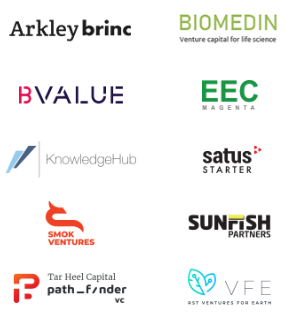 Arkley brinc
BIOMEDIN
Venture capital for life science
BVALUE
EEC
MAGENTA
KnowledgeHub
satus
STARTER
SMOK
VENTURES
SUNFISH
PARTNERS
Tar Heel Capital
path_finder
vc
VFE
RST VENTURES FOR EARTH